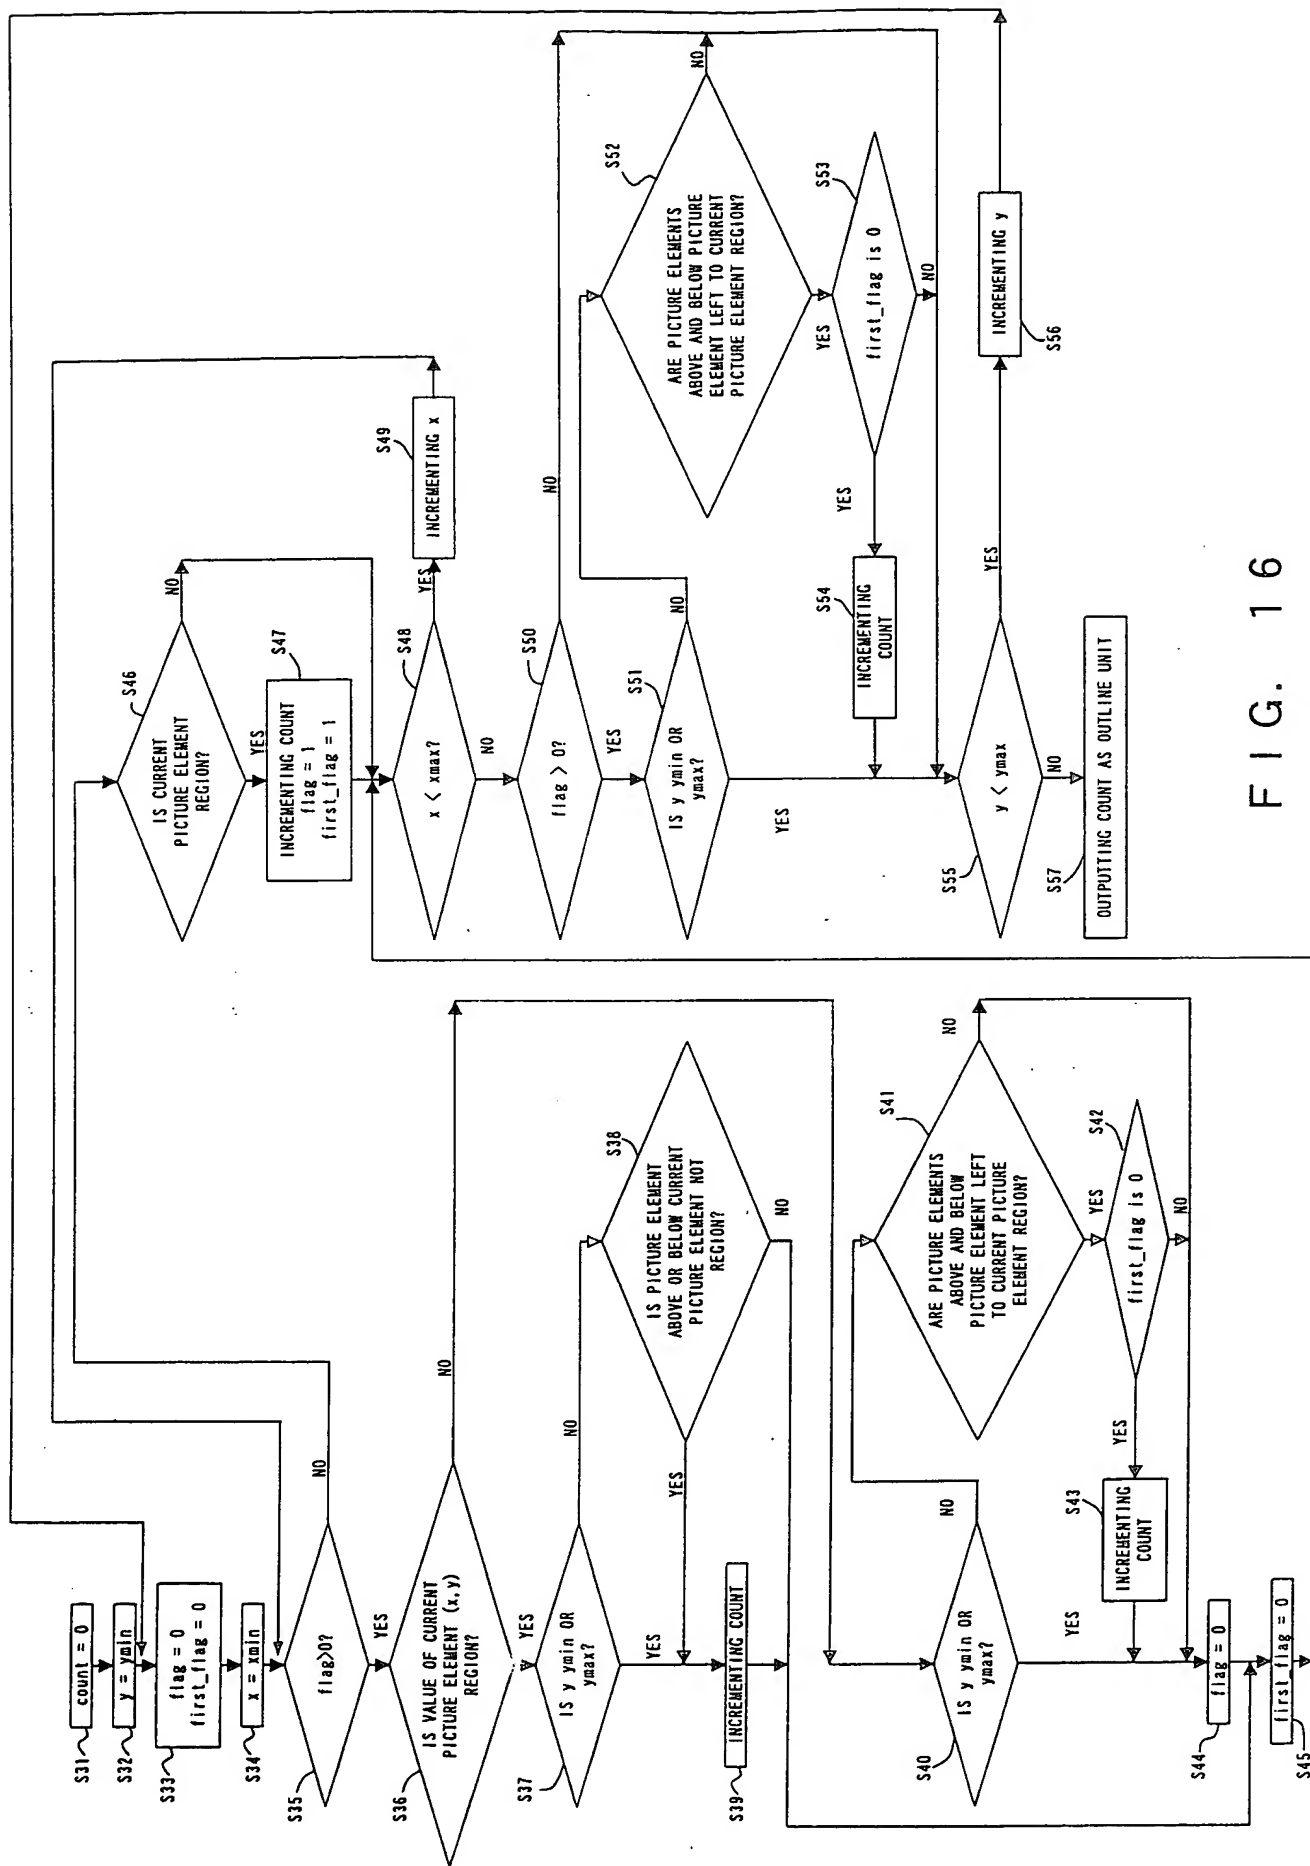 S31
count = 0
S32
y = ymin
S33
flag = 0
first_flag = 0
S34
x = xmin
S35
flag>0?
NO
YES
S36
IS VALUE OF CURRENT
PICTURE ELEMENT (x,y)
REGION?
NO
YES
S37
IS y ymin OR
ymax?
NO
YES
S38
IS PICTURE ELEMENT
ABOVE OR BELOW CURRENT
PICTURE ELEMENT NOT
REGION?
YES
NO
S39
INCREMENTING COUNT
S40
IS y ymin OR
ymax?
NO
YES
S41
ARE PICTURE ELEMENTS
ABOVE AND BELOW
PICTURE ELEMENT LEFT
TO CURRENT PICTURE
ELEMENT REGION?
NO
YES
S42
first_flag is 0
YES
NO
S43
INCREMENTING
COUNT
S44
flag = 0
S45
first_flag = 0
S46
IS CURRENT
PICTURE ELEMENT
REGION?
NO
YES
S47
INCREMENTING COUNT
flag = 1
first_flag = 1
S48
x < xmax?
YES
NO
S49
INCREMENTING x
S50
flag > 0?
NO
YES
S51
IS y ymin OR
ymax?
NO
YES
S52
ARE PICTURE ELEMENTS
ABOVE AND BELOW PICTURE
ELEMENT LEFT TO CURRENT
PICTURE ELEMENT REGION?
NO
YES
S53
first_flag is 0
YES
NO
S54
INCREMENTING
COUNT
S55
y < ymax
YES
NO
S56
INCREMENTING y
S57
OUTPUTTING COUNT AS OUTLINE UNIT
FIG. 16